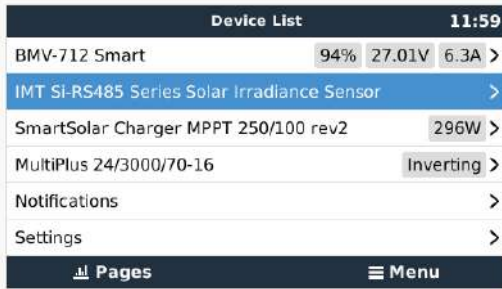 Device List 11:59
BMV-712 Smart 94% 27.01V 6.3A >
IMT Si-RS485 Series Solar Irradiance Sensor >
SmartSolar Charger MPPT 250/100 rev2 296W >
MultiPlus 24/3000/70-16 Inverting >
Notifications >
Settings >
Pages Menu